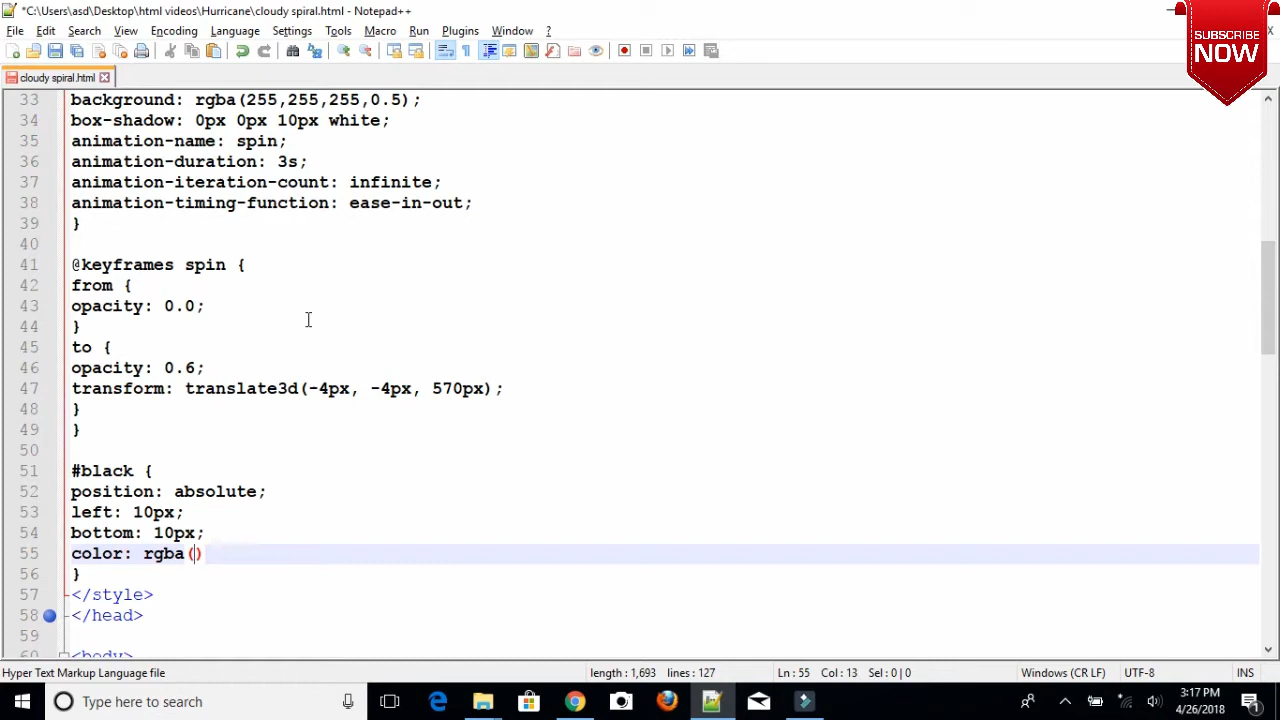 *C:\Users\asd\Desktop\html videos\Hurricane\cloudy spiral.html - Notepad++
SUBSCRIBE
NOW
File Edit Search View Encoding Language Settings Tools Macro Run Plugins Window ?
cloudy spiral.html
33 background: rgba(255,255,255,0.5);
34 box-shadow: 0px 0px 10px white;
35 animation-name: spin;
36 animation-duration: 3s;
37 animation-iteration-count: infinite;
38 animation-timing-function: ease-in-out;
39 }
40
41 @keyframes spin {
42 from {
43 opacity: 0.0;
44 }
45 to {
46 opacity: 0.6;
47 transform: translate3d(-4px, -4px, 570px);
48 }
49 }
50
51 #black {
52 position: absolute;
53 left: 10px;
54 bottom: 10px;
55 color: rgba()
56 }
57 </style>
58 </head>
59
60 <body>
Hyper Text Markup Language file length : 1,693 lines : 127 Ln : 55 Col : 13 Sel : 0 | 0 Windows (CR LF) UTF-8 INS
Type here to search
3:17 PM
4/26/2018
1